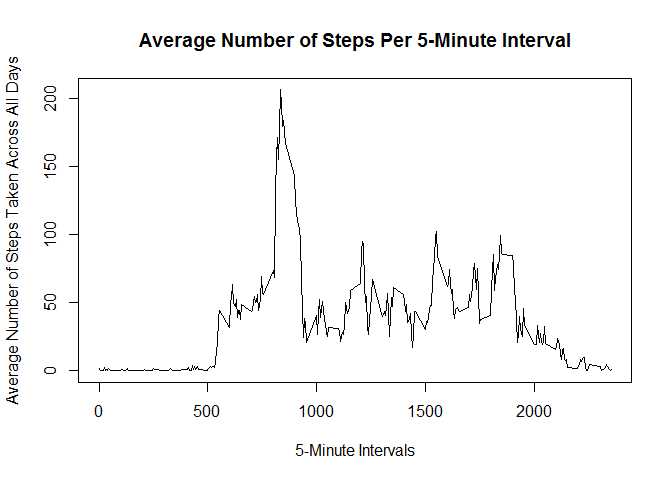 Average Number of Steps Per 5-Minute Interval
Average Number of Steps Taken Across All Days
200
150
100
50
0
0 500 1000 1500 2000
5-Minute Intervals